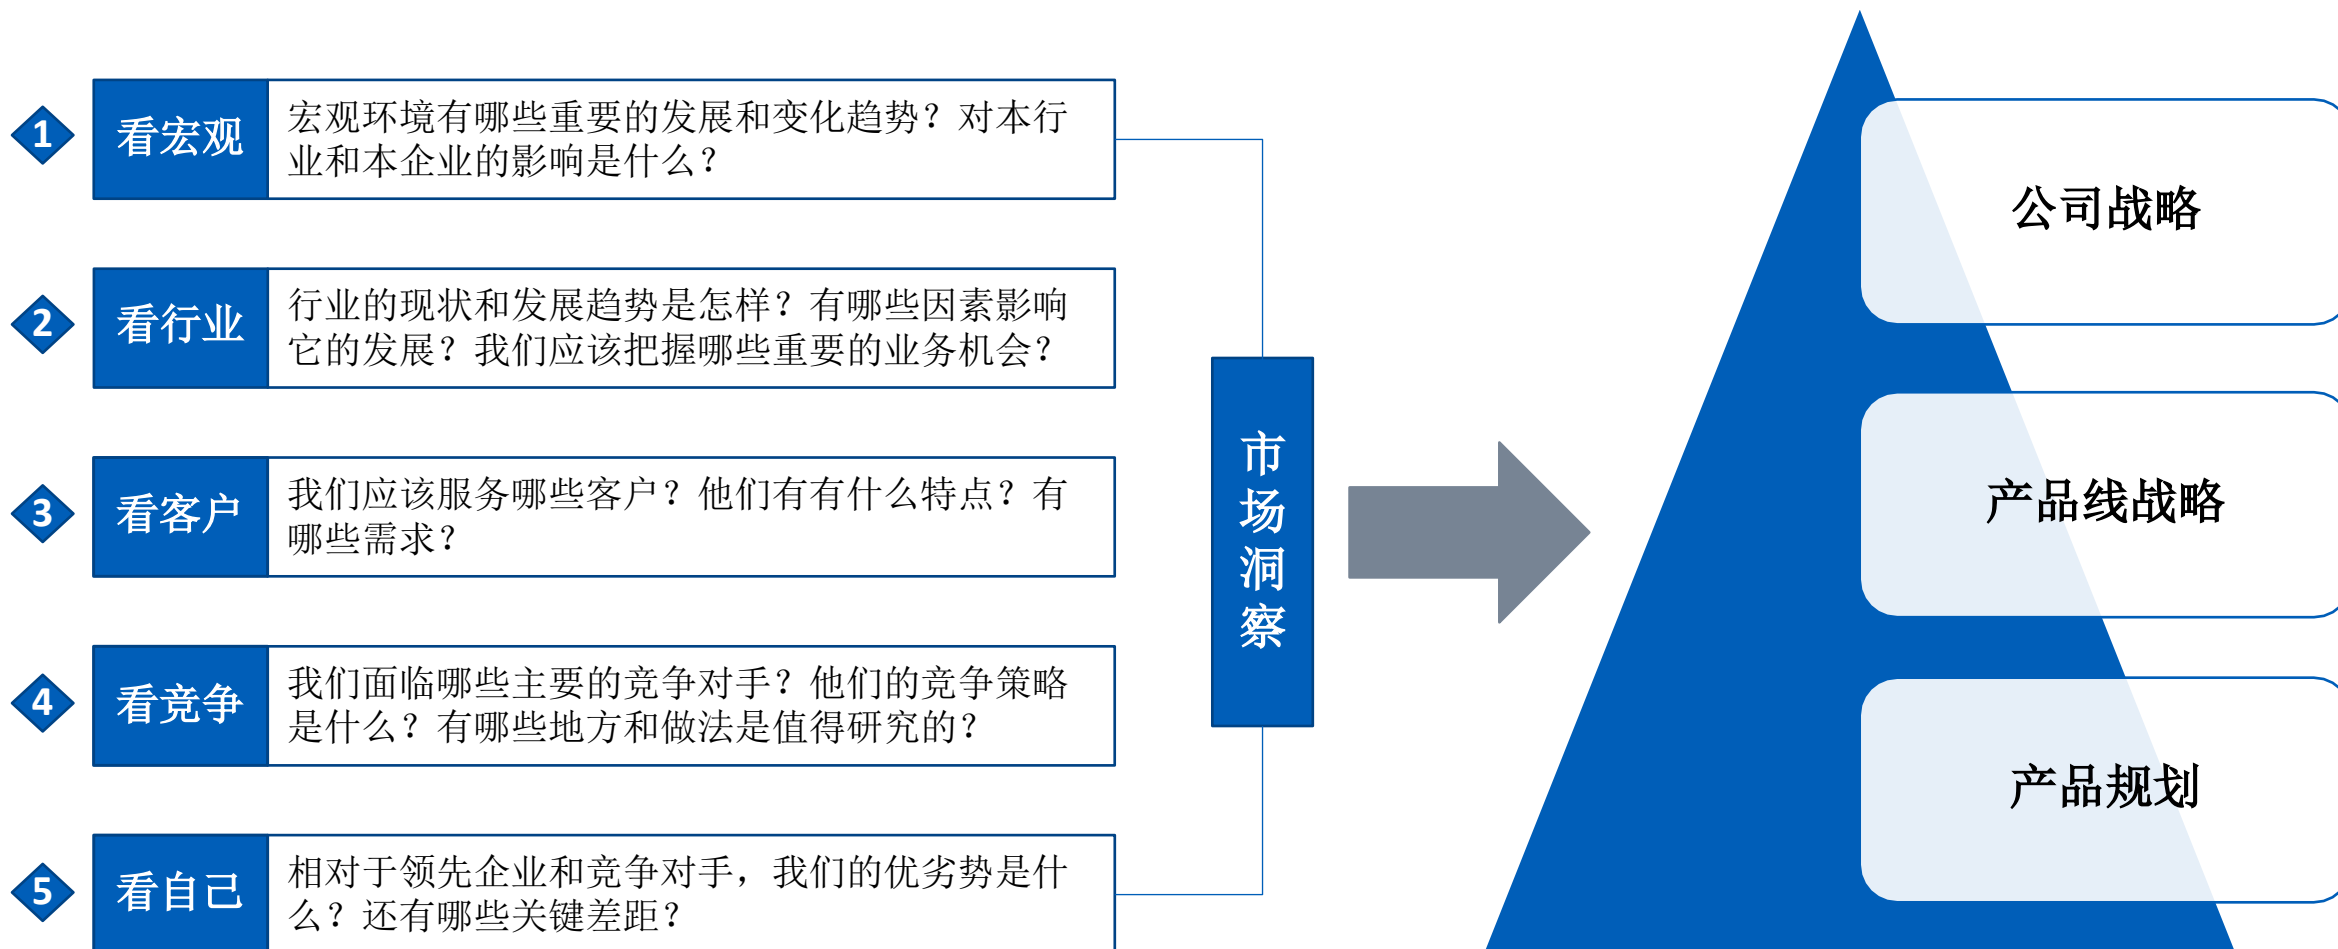 1
看宏观
宏观环境有哪些重要的发展和变化趋势？对本行
业和本企业的影响是什么？
2
看行业
行业的现状和发展趋势是怎样？有哪些因素影响
它的发展？我们应该把握哪些重要的业务机会？
3
看客户
我们应该服务哪些客户？他们有有什么特点？有
哪些需求？
4
看竞争
我们面临哪些主要的竞争对手？他们的竞争策略
是什么？有哪些地方和做法是值得研究的？
5
看自己
相对于领先企业和竞争对手，我们的优劣势是什
么？还有哪些关键差距？
市
场
洞
察
公司战略
产品线战略
产品规划